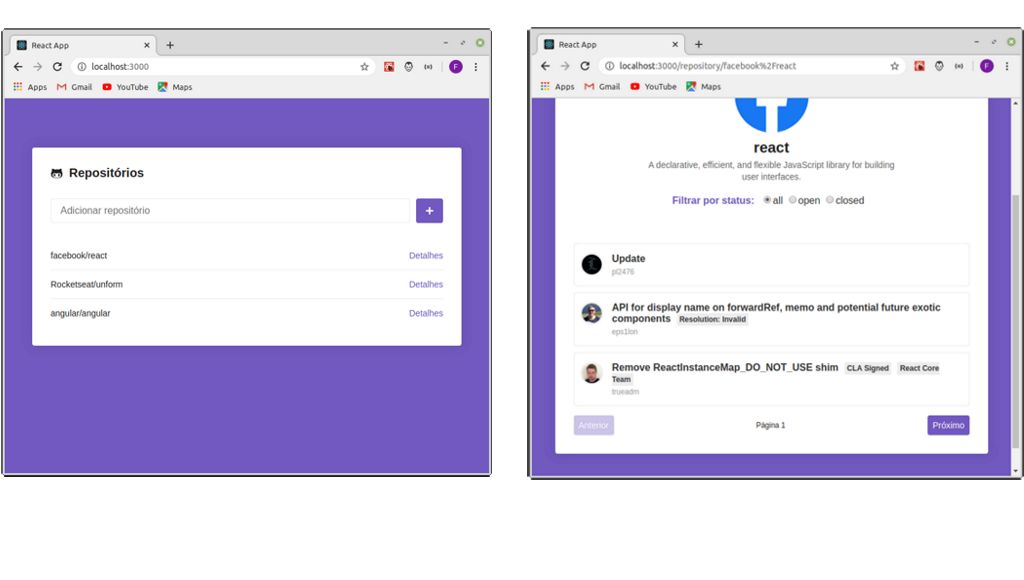 React App
localhost:3000
F
Apps
Gmail
YouTube
Maps
Repositórios
Adicionar repositório
+
facebook/react
Detalhes
Rocketseat/unform
Detalhes
angular/angular
Detalhes
React App
localhost:3000/repository/facebook%2Freact
F
Apps
Gmail
YouTube
Maps
react
A declarative, efficient, and flexible JavaScript library for building
user interfaces.
Filtrar por status: all open closed
Update
pl2476
API for display name on forwardRef, memo and potential future exotic
components Resolution: Invalid
eps1lon
Remove ReactInstanceMap_DO_NOT_USE shim CLA Signed React Core
Team
trueadm
Anterior
Página 1
Próximo